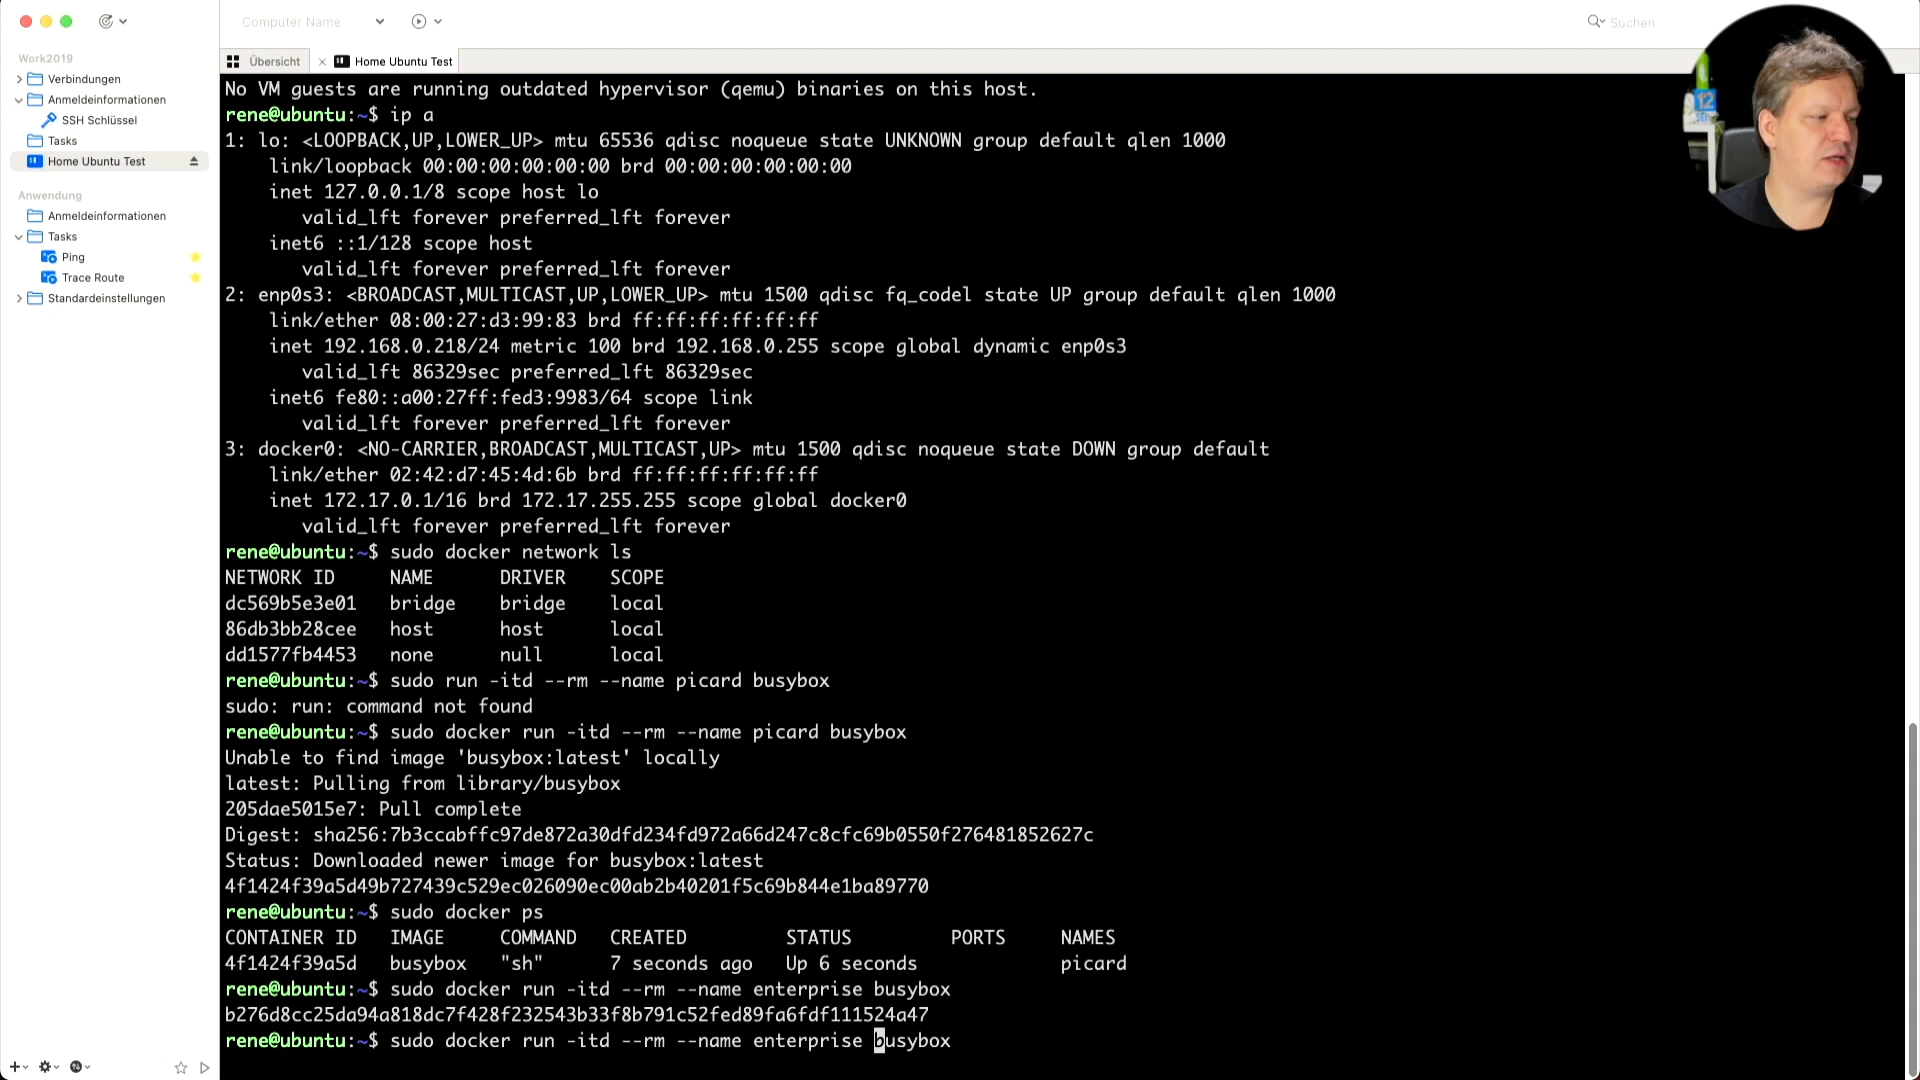 Computer Name
Suchen
Übersicht
Home Ubuntu Test
Work2019
Verbindungen
Anmeldeinformationen
SSH Schlüssel
Tasks
Home Ubuntu Test
Anwendung
Anmeldeinformationen
Tasks
Ping
Trace Route
Standardeinstellungen
No VM guests are running outdated hypervisor (qemu) binaries on this host.
rene@ubuntu:~$ ip a
1: lo: <LOOPBACK,UP,LOWER_UP> mtu 65536 qdisc noqueue state UNKNOWN group default qlen 1000
link/loopback 00:00:00:00:00:00 brd 00:00:00:00:00:00
inet 127.0.0.1/8 scope host lo
valid_lft forever preferred_lft forever
inet6 ::1/128 scope host
valid_lft forever preferred_lft forever
2: enp0s3: <BROADCAST,MULTICAST,UP,LOWER_UP> mtu 1500 qdisc fq_codel state UP group default qlen 1000
link/ether 08:00:27:d3:99:83 brd ff:ff:ff:ff:ff:ff
inet 192.168.0.218/24 metric 100 brd 192.168.0.255 scope global dynamic enp0s3
valid_lft 86329sec preferred_lft 86329sec
inet6 fe80::a00:27ff:fed3:9983/64 scope link
valid_lft forever preferred_lft forever
3: docker0: <NO-CARRIER,BROADCAST,MULTICAST,UP> mtu 1500 qdisc noqueue state DOWN group default
link/ether 02:42:d7:45:4d:6b brd ff:ff:ff:ff:ff:ff
inet 172.17.0.1/16 brd 172.17.255.255 scope global docker0
valid_lft forever preferred_lft forever
rene@ubuntu:~$ sudo docker network ls
NETWORK ID NAME DRIVER SCOPE
dc569b5e3e01 bridge bridge local
86db3bb28cee host host local
dd1577fb4453 none null local
rene@ubuntu:~$ sudo run -itd --rm --name picard busybox
sudo: run: command not found
rene@ubuntu:~$ sudo docker run -itd --rm --name picard busybox
Unable to find image 'busybox:latest' locally
latest: Pulling from library/busybox
205dae5015e7: Pull complete
Digest: sha256:7b3ccabffc97de872a30dfd234fd972a66d247c8cfc69b0550f276481852627c
Status: Downloaded newer image for busybox:latest
4f1424f39a5d49b727439c529ec026090ec00ab2b40201f5c69b844e1ba89770
rene@ubuntu:~$ sudo docker ps
CONTAINER ID IMAGE COMMAND CREATED STATUS PORTS NAMES
4f1424f39a5d busybox "sh" 7 seconds ago Up 6 seconds picard
rene@ubuntu:~$ sudo docker run -itd --rm --name enterprise busybox
b276d8cc25da94a818dc7f428f232543b33f8b791c52fed89fa6fdf111524a47
rene@ubuntu:~$ sudo docker run -itd --rm --name enterprise busybox
12